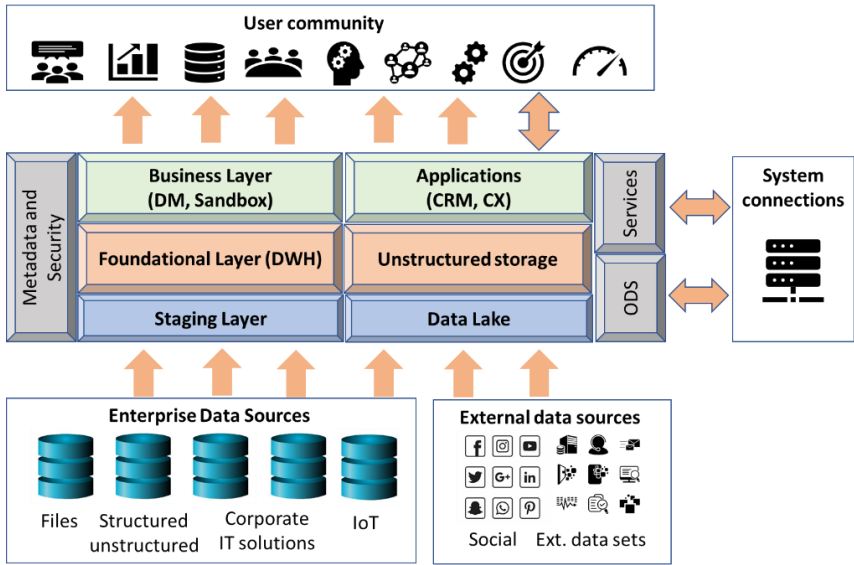 User community
Metadata and
Security
Business Layer
(DM, Sandbox)
Applications
(CRM, CX)
Services
System
connections
Foundational Layer (DWH)
Unstructured storage
ODS
Staging Layer
Data Lake
Enterprise Data Sources
Files
Structured
unstructured
Corporate
IT solutions
IoT
External data sources
G+
in
Social
Ext. data sets